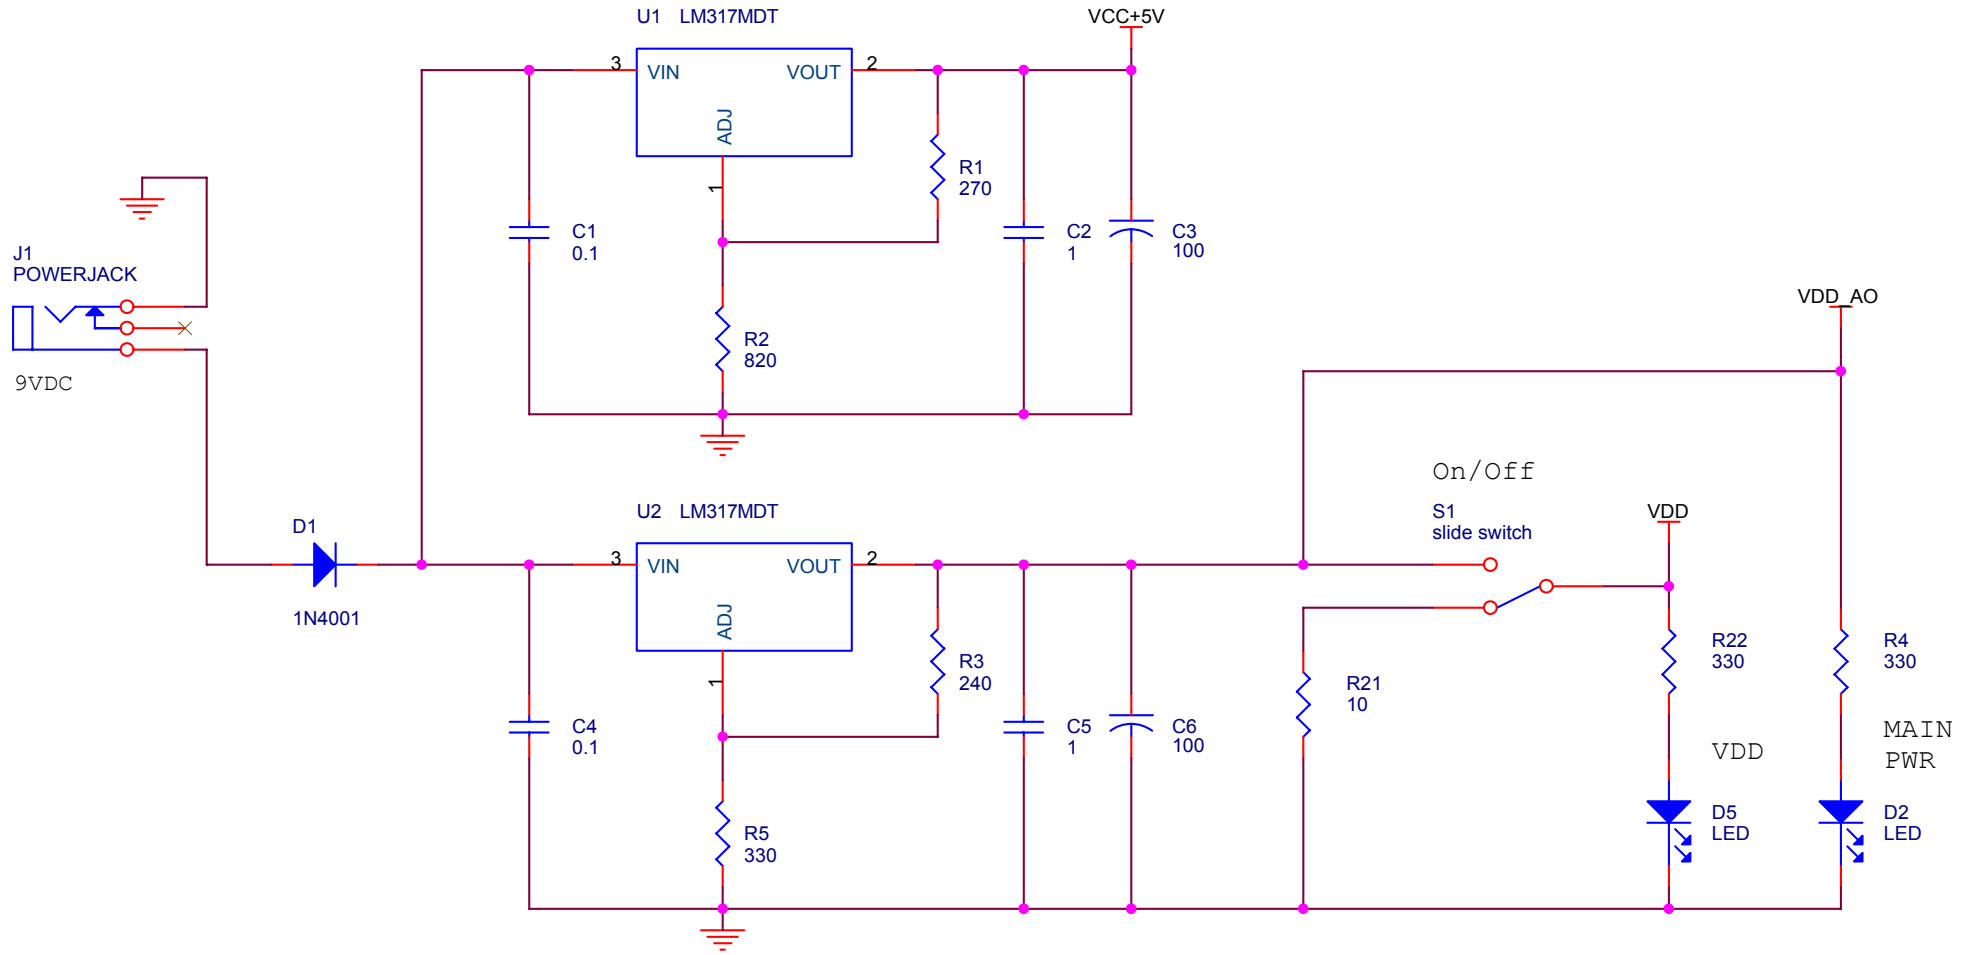 U1 LM317MDT
VCC+5V
3 VIN VOUT 2
ADJ
1
R1
270
C1
0.1
C2
1
C3
100
J1
POWERJACK
9VDC
R2
820
VDD_AO
On/Off
U2 LM317MDT
S1
slide switch
VDD
D1
1N4001
3 VIN VOUT 2
ADJ
1
R3
240
R22
330
R4
330
R21
10
C4
0.1
C5
1
C6
100
VDD
MAIN
PWR
R5
330
D5
LED
D2
LED